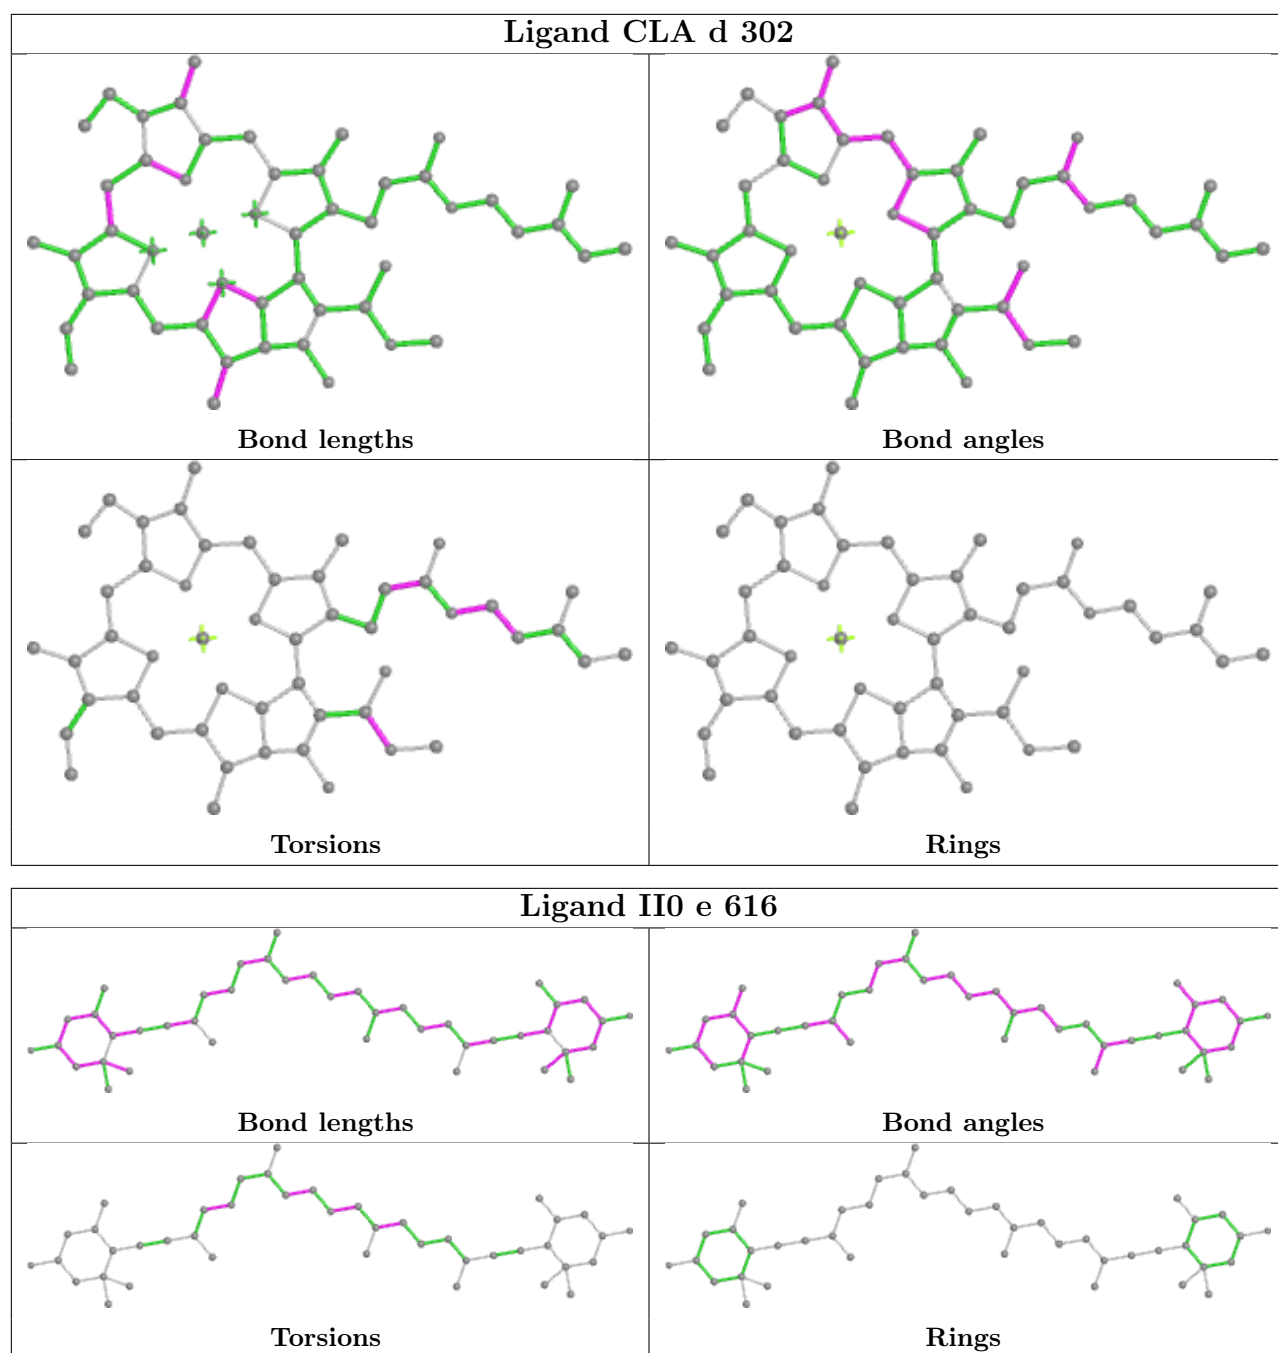 Ligand CLA d 302
Bond lengths
Bond angles
Torsions
Rings
Ligand II0 e 616
Bond lengths
Bond angles
Torsions
Rings